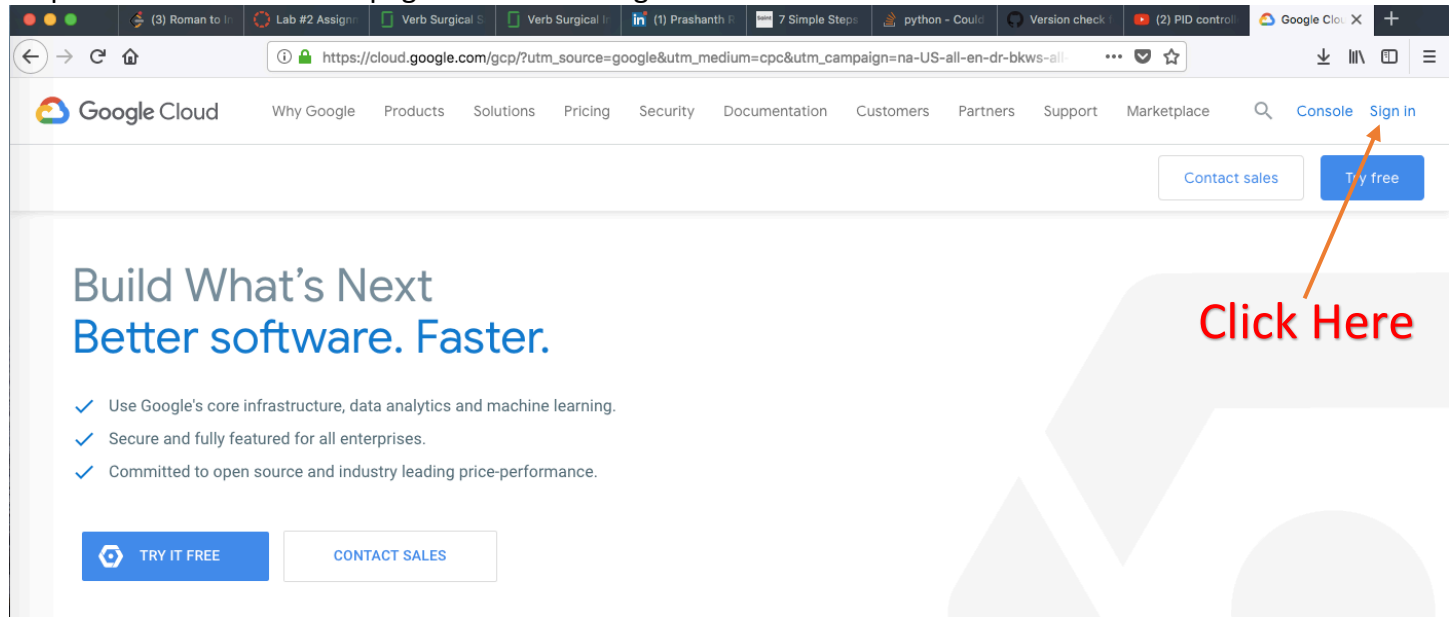 (3) Roman to In Lab #2 Assignn Verb Surgical S Verb Surgical In in (1) Prashanth R 7 Simple Steps python - Could Version check f (2) PID controll Google Clou
https://cloud.google.com/gcp/?utm_source=google&utm_medium=cpc&utm_campaign=na-US-all-en-dr-bkws-all-
Google Cloud Why Google Products Solutions Pricing Security Documentation Customers Partners Support Marketplace Console Sign in
Contact sales Try free
Build What's Next
Better software. Faster.
Click Here
Use Google's core infrastructure, data analytics and machine learning.
Secure and fully featured for all enterprises.
Committed to open source and industry leading price-performance.
TRY IT FREE CONTACT SALES